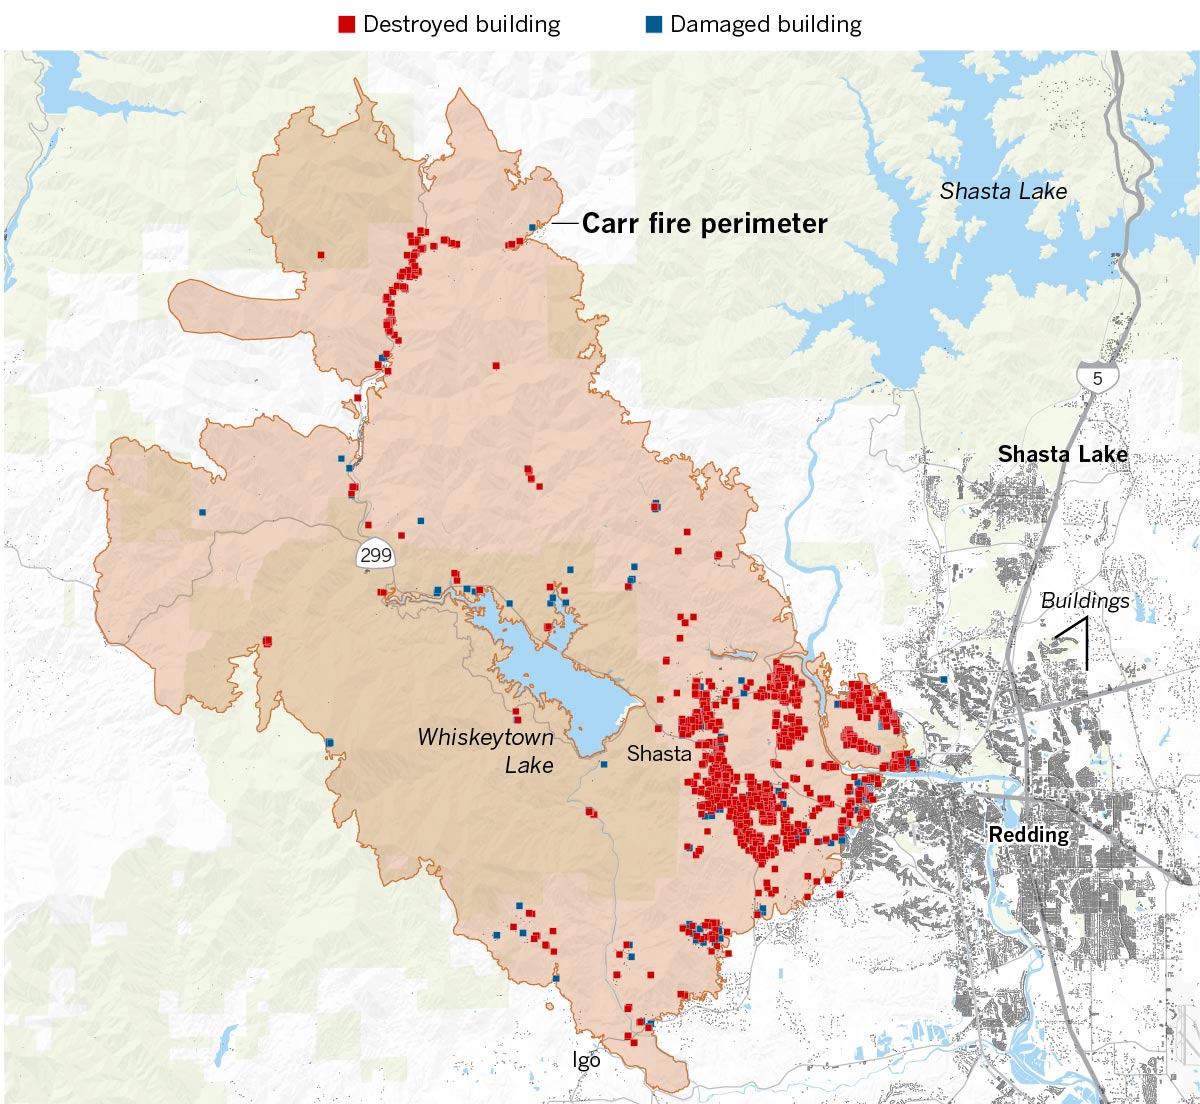 Destroyed building
Damaged building
Shasta Lake
Carr fire perimeter
5
Shasta Lake
299
Buildings
Whiskeytown
Lake
Shasta
Redding
Igo